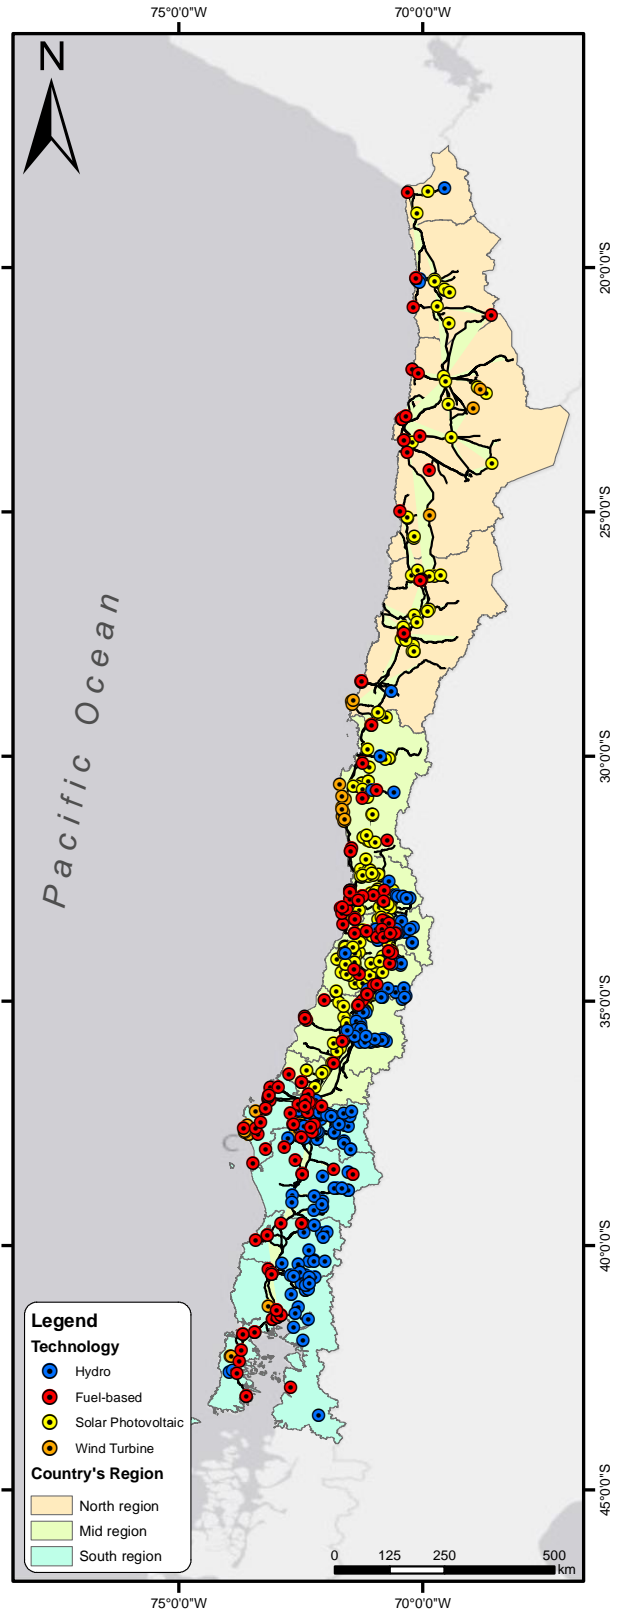 75°0'0"W 70°0'0"W
N
20°0'0"S
25°0'0"S
Pacific Ocean
30°0'0"S
35°0'0"S
40°0'0"S
Legend
Technology
Hydro
Fuel-based
Solar Photovoltaic
Wind Turbine
Country's Region
North region
Mid region
South region
45°0'0"S
0 125 250 500
km
75°0'0"W 70°0'0"W